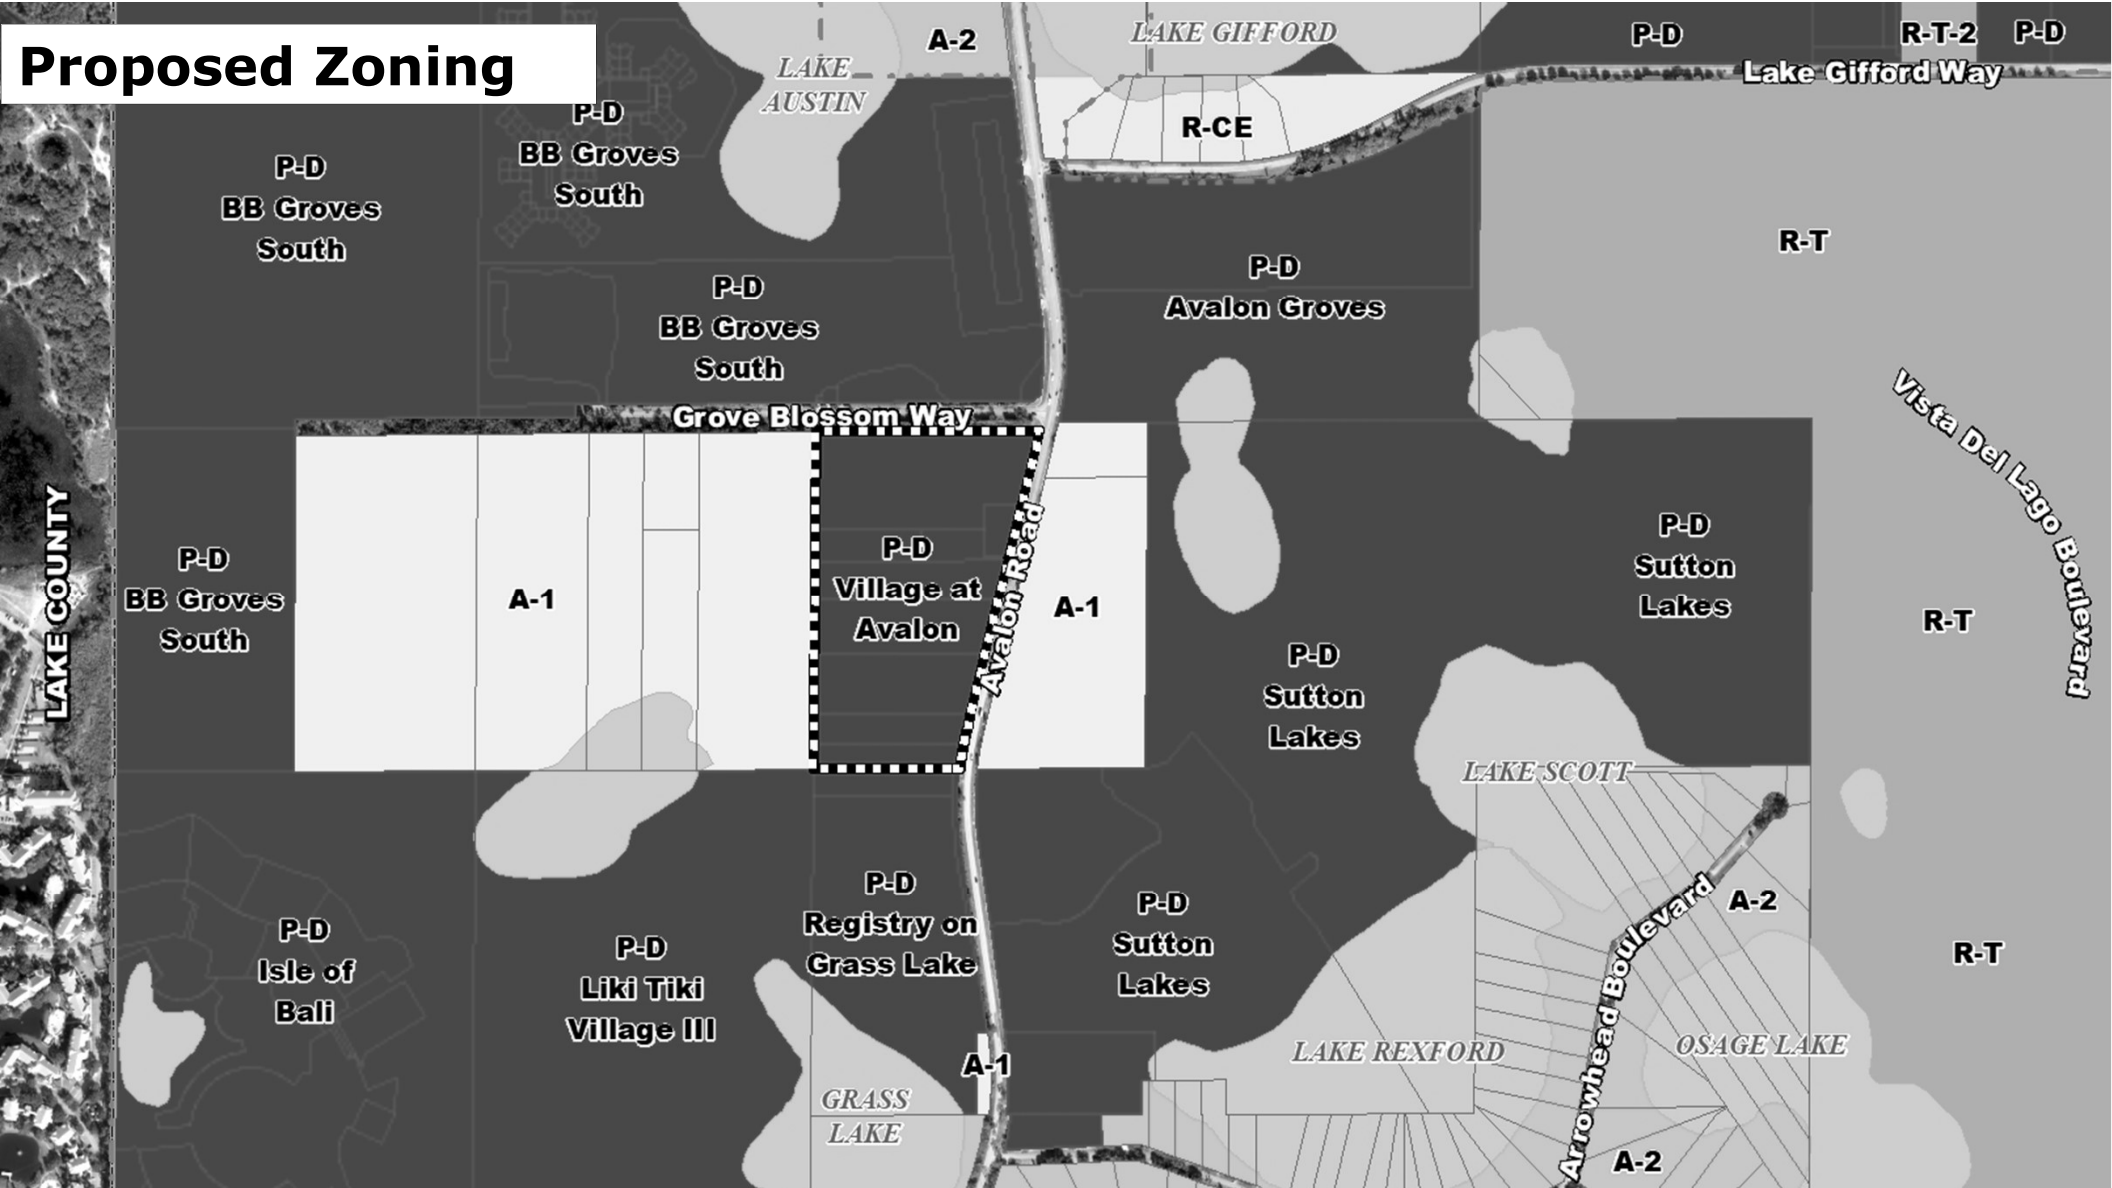 Proposed Zoning
A-2
LAKE GIFFORD
P-D
R-T-2
P-D
LAKE
AUSTIN
Lake Gifford Way
P-D
BB Groves
South
P-D
BB Groves
South
R-CE
R-T
P-D
BB Groves
South
P-D
Avalon Groves
Grove Blossom Way
Vista Del Lago Boulevard
LAKE COUNTY
P-D
BB Groves
South
A-1
P-D
Village at
Avalon
Avalon Road
A-1
P-D
Sutton
Lakes
P-D
Sutton
Lakes
R-T
LAKE SCOTT
P-D
Isle of
Bali
P-D
Liki Tiki
Village III
P-D
Registry on
Grass Lake
P-D
Sutton
Lakes
A-2
Arrowhead Boulevard
R-T
A-1
LAKE REXFORD
OSAGE LAKE
GRASS
LAKE
A-2